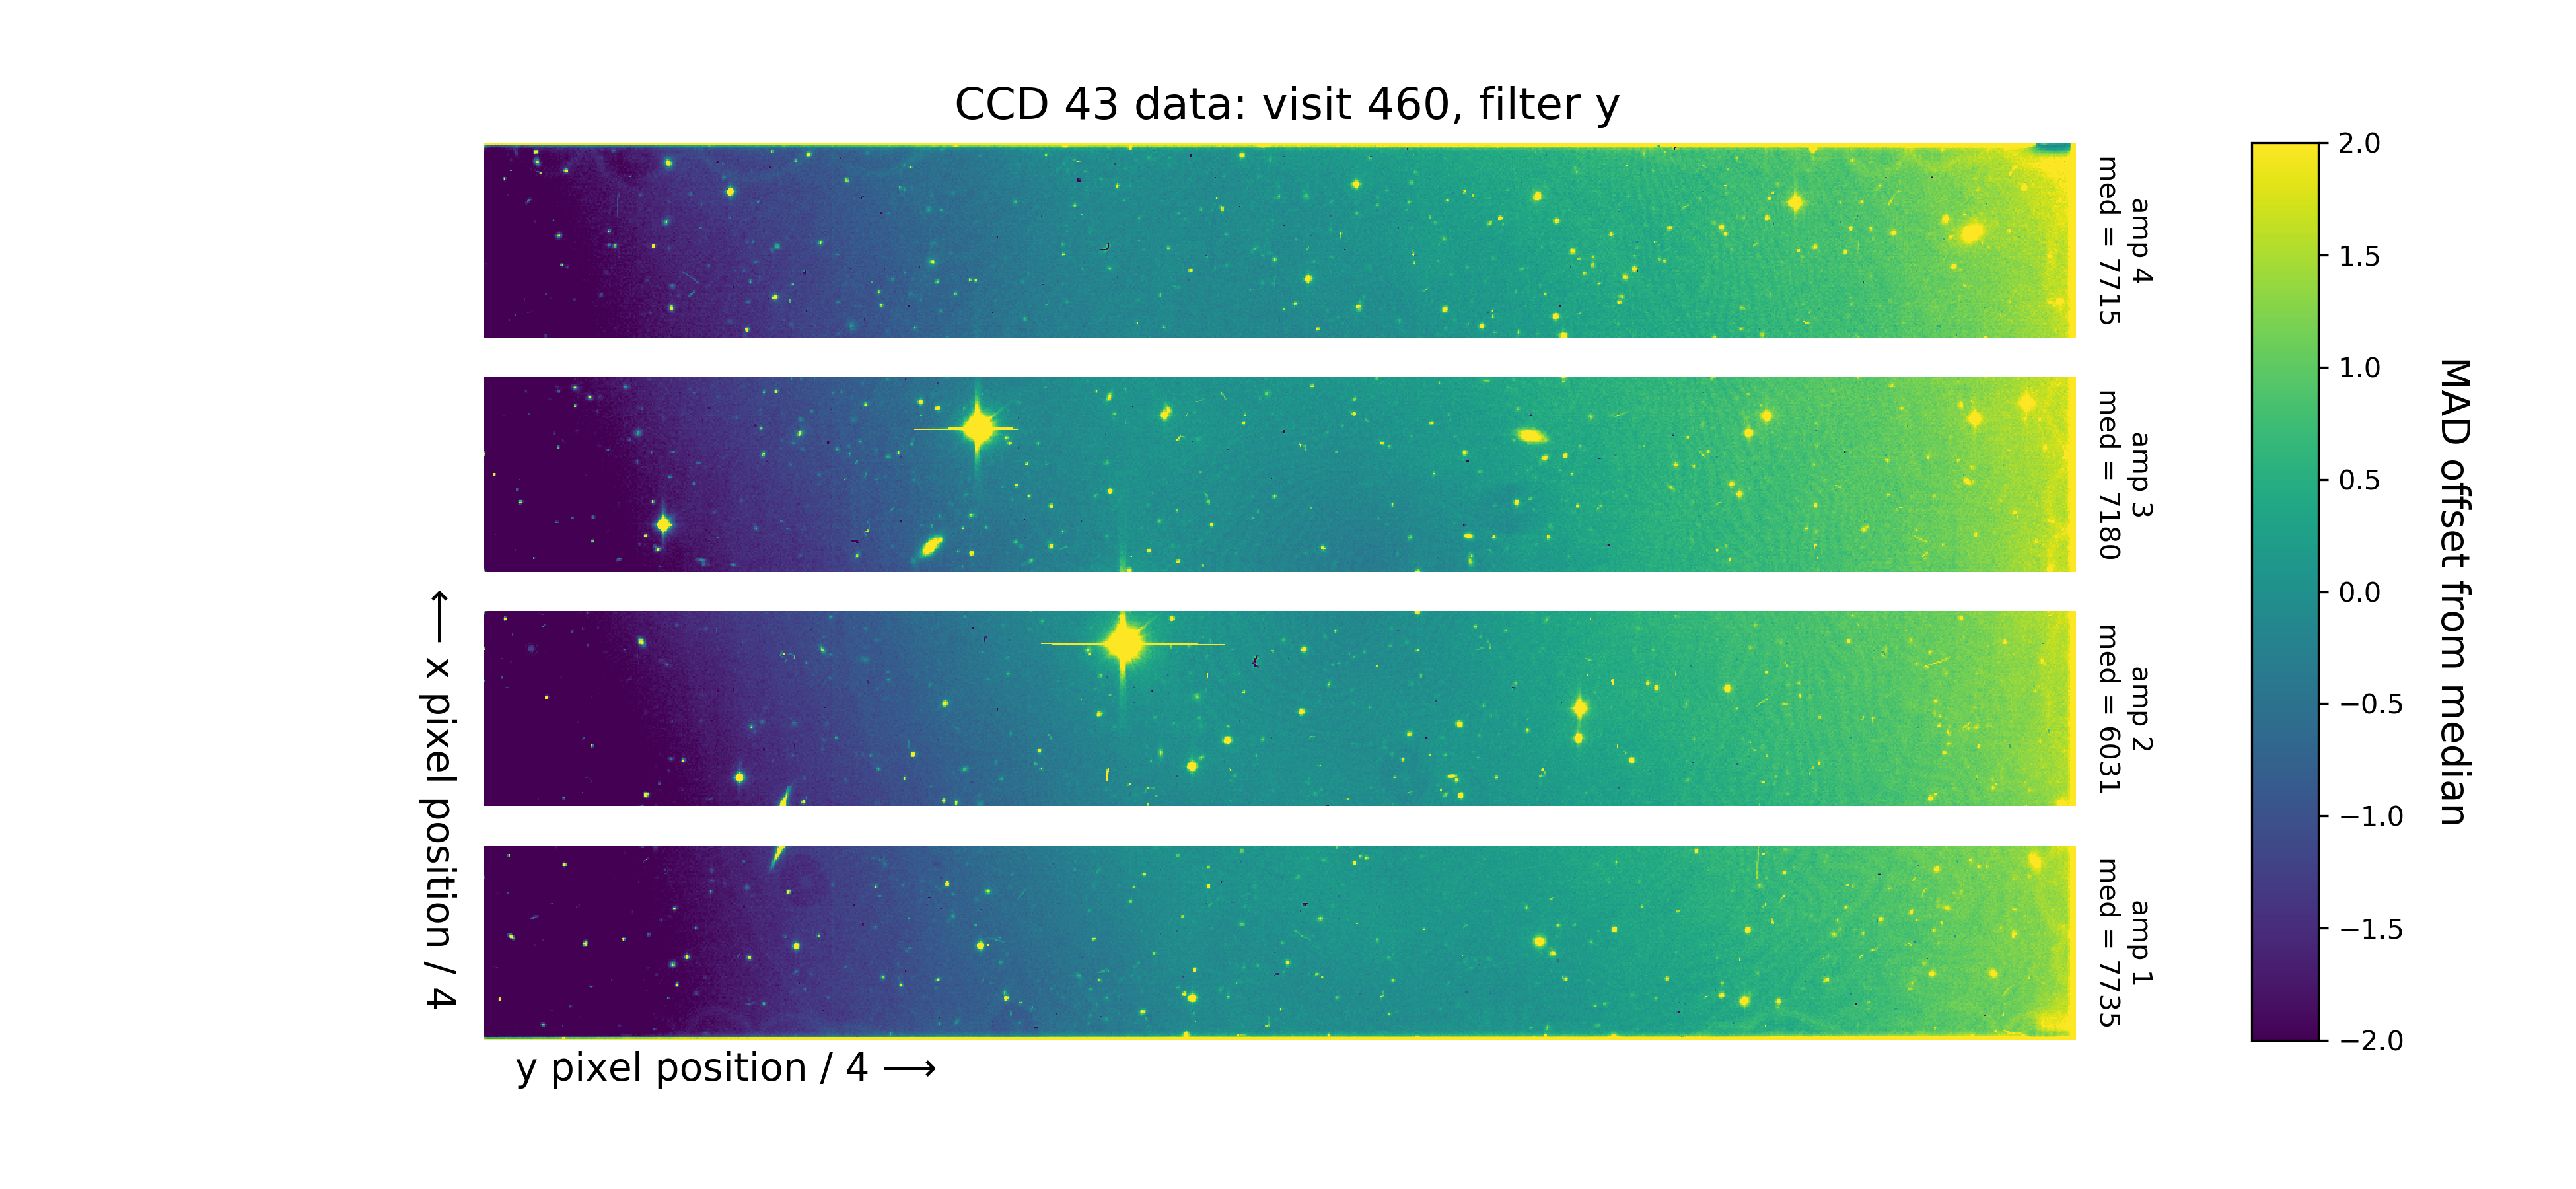 CCD 43 data: visit 460, filter y
amp 4
med = 7715
amp 3
med = 7180
amp 2
med = 6031
amp 1
med = 7735
⟵ x pixel position / 4
y pixel position / 4 ⟶
2.0
1.5
1.0
0.5
0.0
−0.5
−1.0
−1.5
−2.0
MAD offset from median